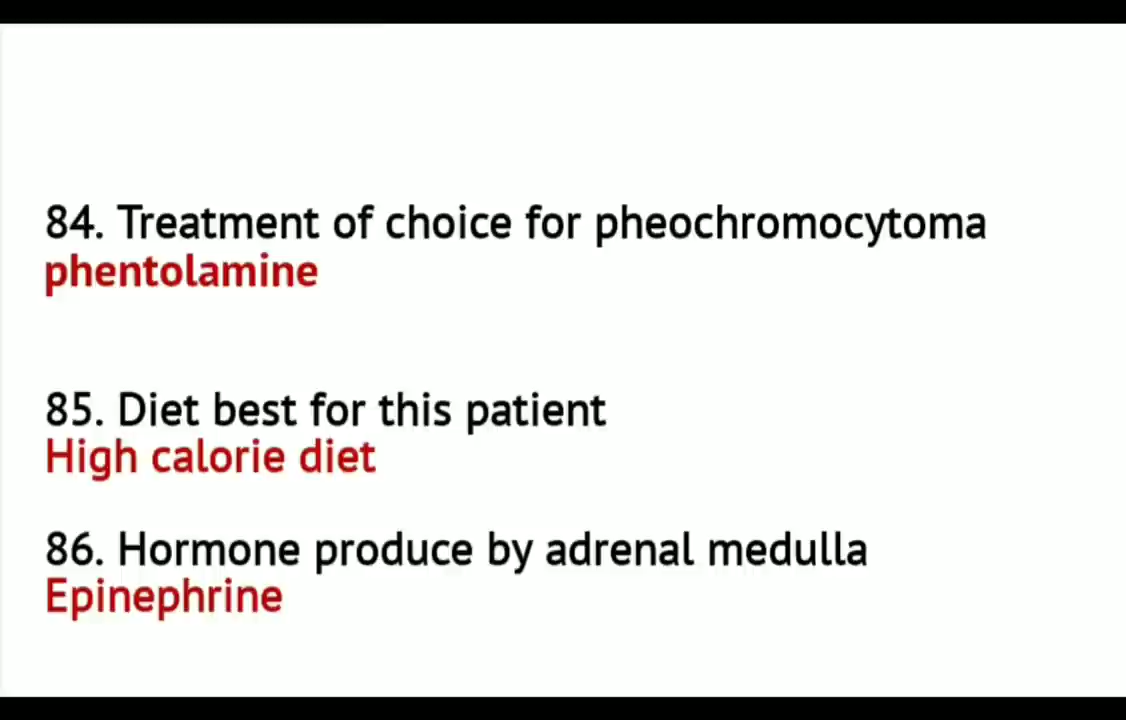 84. Treatment of choice for pheochromocytoma
phentolamine
85. Diet best for this patient
High calorie diet
86. Hormone produce by adrenal medulla
Epinephrine